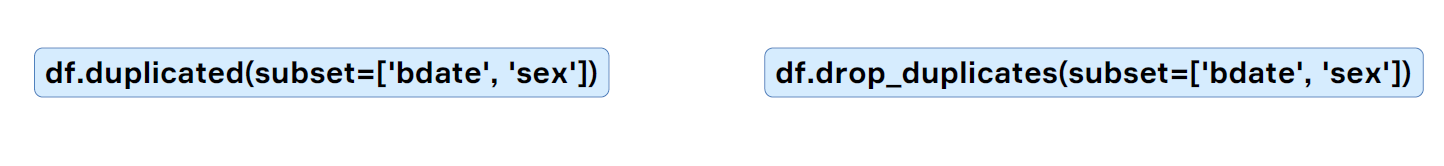 df.duplicated(subset=['bdate', 'sex'])
df.drop_duplicates(subset=['bdate', 'sex'])